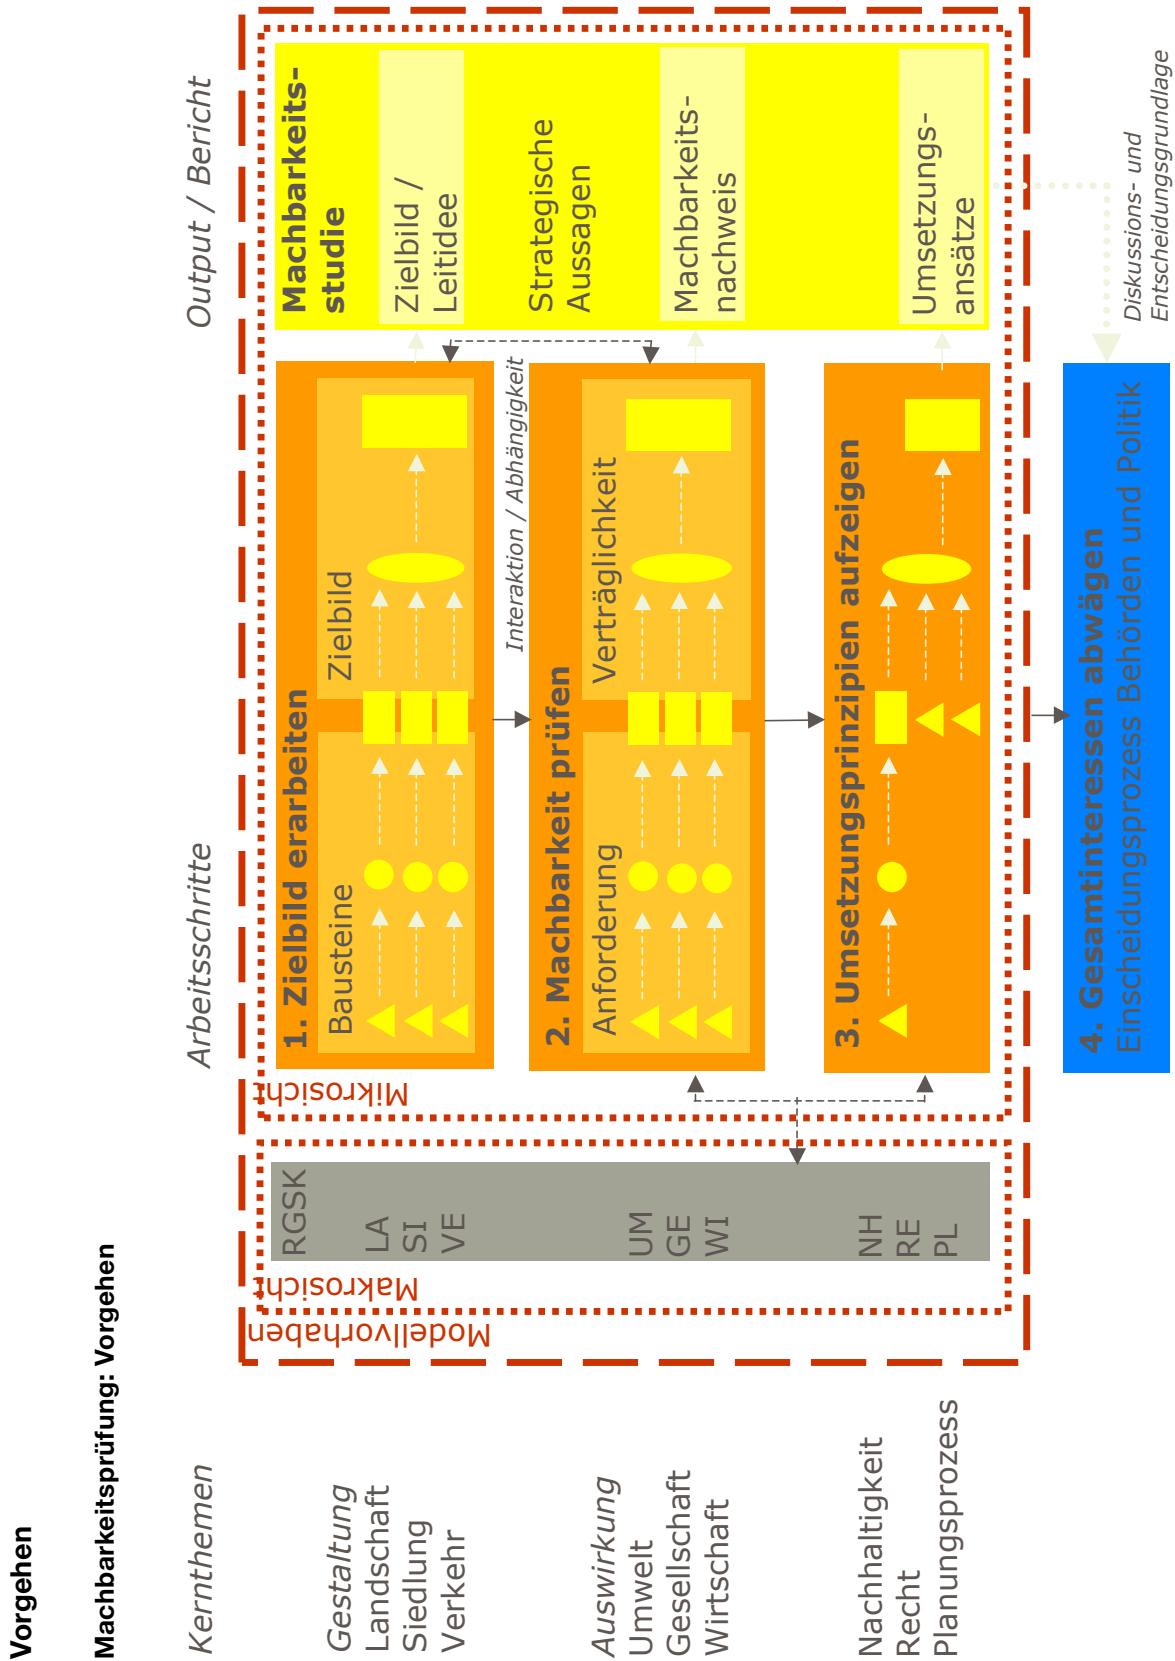 Vorgehen
Machbarkeitsprüfung: Vorgehen
Kernthemen
Arbeitsschritte
Output / Bericht
Gestaltung
Landschaft
Siedlung
Verkehr
Auswirkung
Umwelt
Gesellschaft
Wirtschaft
Nachhaltigkeit
Recht
Planungsprozess
Modellvorhaben
Makrosicht
RGSK
LA
SI
VE
UM
GE
WI
NH
RE
PL
Mikrosicht
1. Zielbild erarbeiten
Bausteine
Zielbild
Interaktion / Abhängigkeit
2. Machbarkeit prüfen
Anforderung
Verträglichkeit
3. Umsetzungsprinzipien aufzeigen
4. Gesamtinteressen abwägen
Einscheidungsprozess Behörden und Politik
Machbarkeits-
studie
Zielbild /
Leitidee
Strategische
Aussagen
Machbarkeits-
nachweis
Umsetzungs-
ansätze
Diskussions- und
Entscheidungsgrundlage